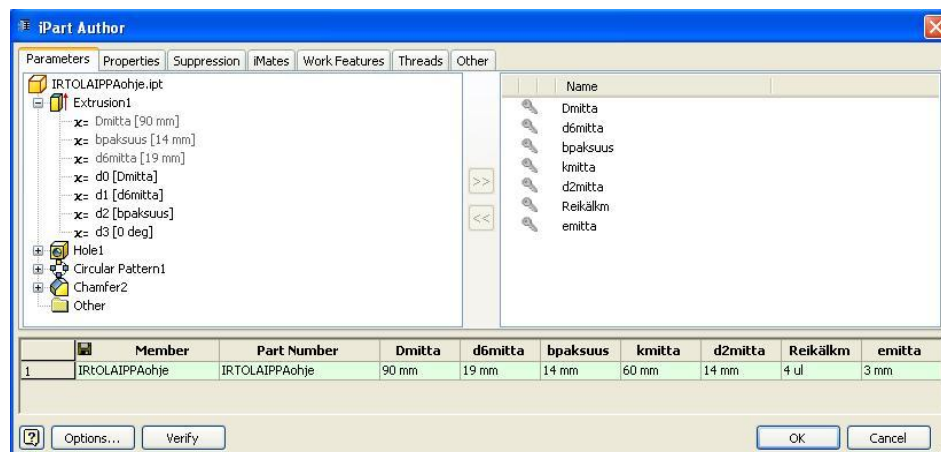 iPart Author
Parameters Properties Suppression iMates Work Features Threads Other
IRTOLAIPPAohje.ipt
Extrusion1
x= Dmitta [90 mm]
x= bpaksuus [14 mm]
x= d6mitta [19 mm]
x= d0 [Dmitta]
x= d1 [d6mitta]
x= d2 [bpaksuus]
x= d3 [0 deg]
Hole1
Circular Pattern1
Chamfer2
Other
>>
<<
Name
Dmitta
d6mitta
bpaksuus
kmitta
d2mitta
Reikälkm
emitta
Member Part Number Dmitta d6mitta bpaksuus kmitta d2mitta Reikälkm emitta
1 IRtOLAIPPAohje IRTOLAIPPAohje 90 mm 19 mm 14 mm 60 mm 14 mm 4 ul 3 mm
? Options... Verify OK Cancel